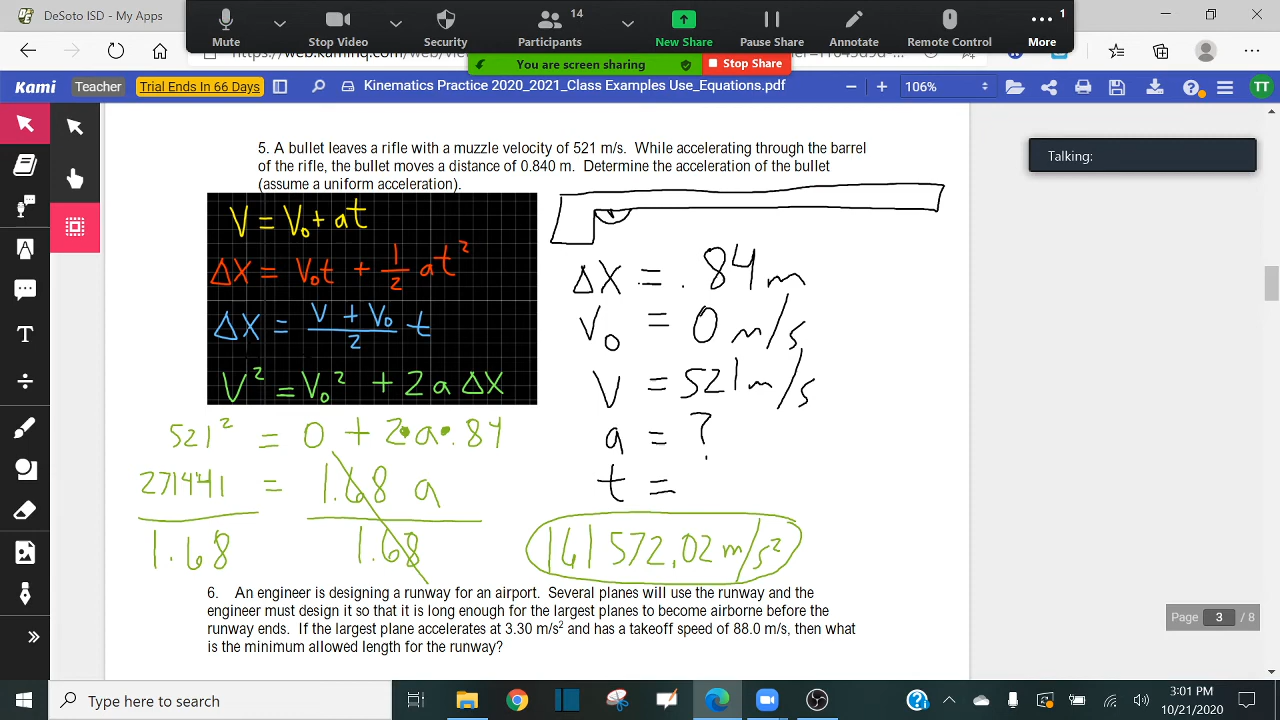 DeSoto ISD - My Apps
Mute
Stop Video
Security
14
Participants
New Share
Pause Share
Annotate
Remote Control
1
More
You are screen sharing
Stop Share
Kami
Teacher
Trial Ends In 66 Days
Kinematics Practice 2020_2021_Class Examples Use_Equations.pdf
106%
Talking:
5. A bullet leaves a rifle with a muzzle velocity of 521 m/s. While accelerating through the barrel
of the rifle, the bullet moves a distance of 0.840 m. Determine the acceleration of the bullet
(assume a uniform acceleration).
V = V₀ + at
ΔX = V₀t + 1/2 at²
ΔX = V + V₀ / 2 t
V² = V₀² + 2aΔX
ΔX = .84 m
V₀ = 0 m/s
V = 521 m/s
a = ?
t =
521² = 0 + 2•a•.84
271441 / 1.68 = 1.68 a / 1.68
161 572.02 m/s²
6. An engineer is designing a runway for an airport. Several planes will use the runway and the
engineer must design it so that it is long enough for the largest planes to become airborne before the
runway ends. If the largest plane accelerates at 3.30 m/s² and has a takeoff speed of 88.0 m/s, then what
is the minimum allowed length for the runway?
Page 3 / 8
Type here to search
3:01 PM
10/21/2020